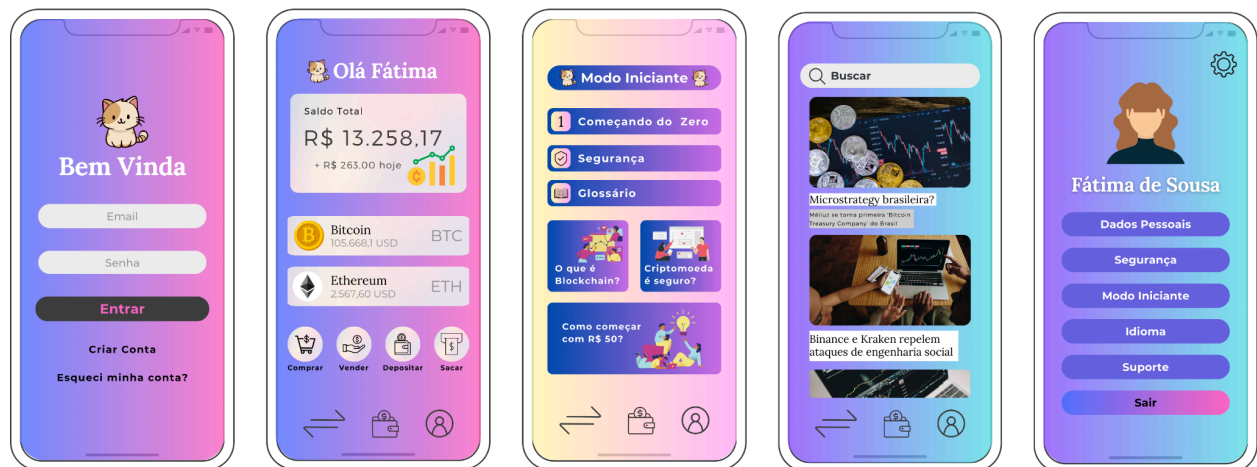 Bem Vinda
Email
Senha
Entrar
Criar Conta
Esqueci minha conta?
Olá Fátima
Saldo Total
R$ 13.258,17
+ R$ 263.00 hoje
Bitcoin
105.668,1 USD
BTC
Ethereum
2.567,60 USD
ETH
Comprar
Vender
Depositar
Sacar
Modo Iniciante
1 Começando do Zero
Segurança
Glossário
O que é
Blockchain?
Criptomoeda
é seguro?
Como começar
com R$ 50?
Buscar
Microstrategy brasileira?
Méliuz se torna primeira 'Bitcoin
Treasury Company' do Brasil
Binance e Kraken repelem
ataques de engenharia social
Fátima de Sousa
Dados Pessoais
Segurança
Modo Iniciante
Idioma
Suporte
Sair